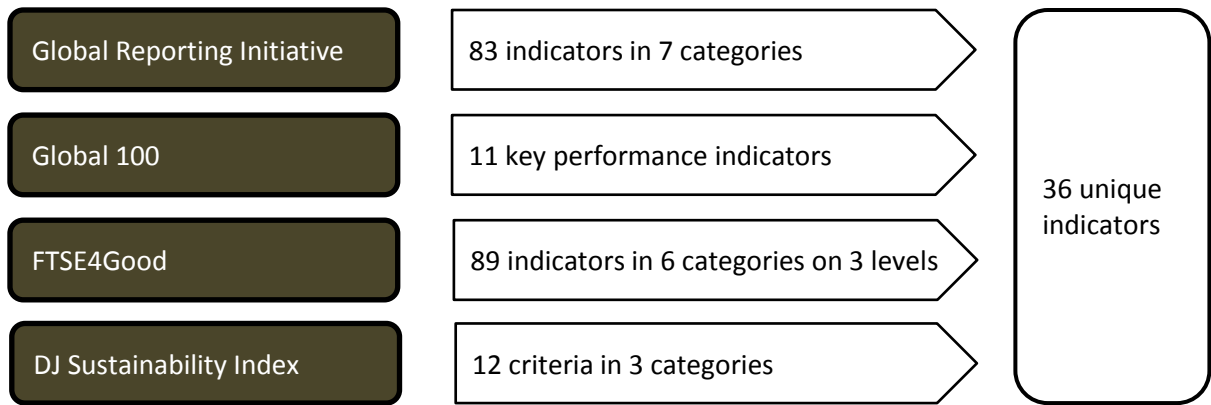 Global Reporting Initiative
83 indicators in 7 categories
Global 100
11 key performance indicators
FTSE4Good
89 indicators in 6 categories on 3 levels
DJ Sustainability Index
12 criteria in 3 categories
36 unique
indicators